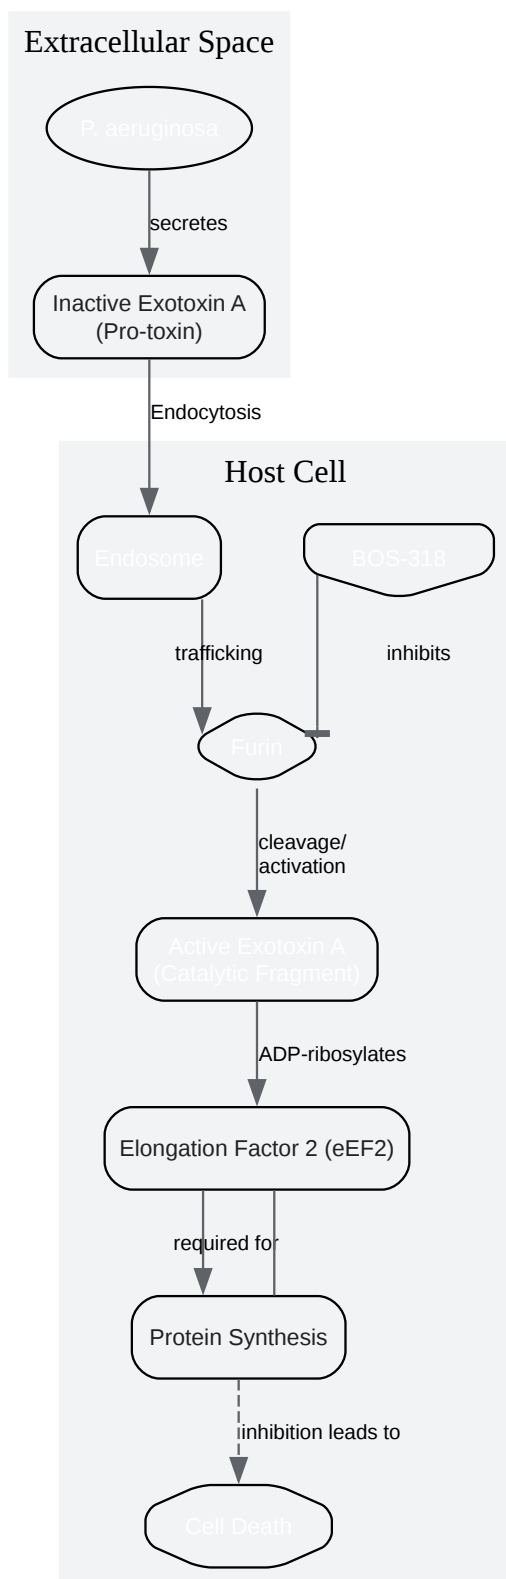 Extracellular Space
P. aeruginosa
secretes
Inactive Exotoxin A
(Pro-toxin)
Endocytosis
Host Cell
Endosome
BOS-318
trafficking
inhibits
Furin
cleavage/
activation
Active Exotoxin A
(Catalytic Fragment)
ADP-ribosylates
Elongation Factor 2 (eEF2)
required for
Protein Synthesis
inhibition leads to
Cell Death